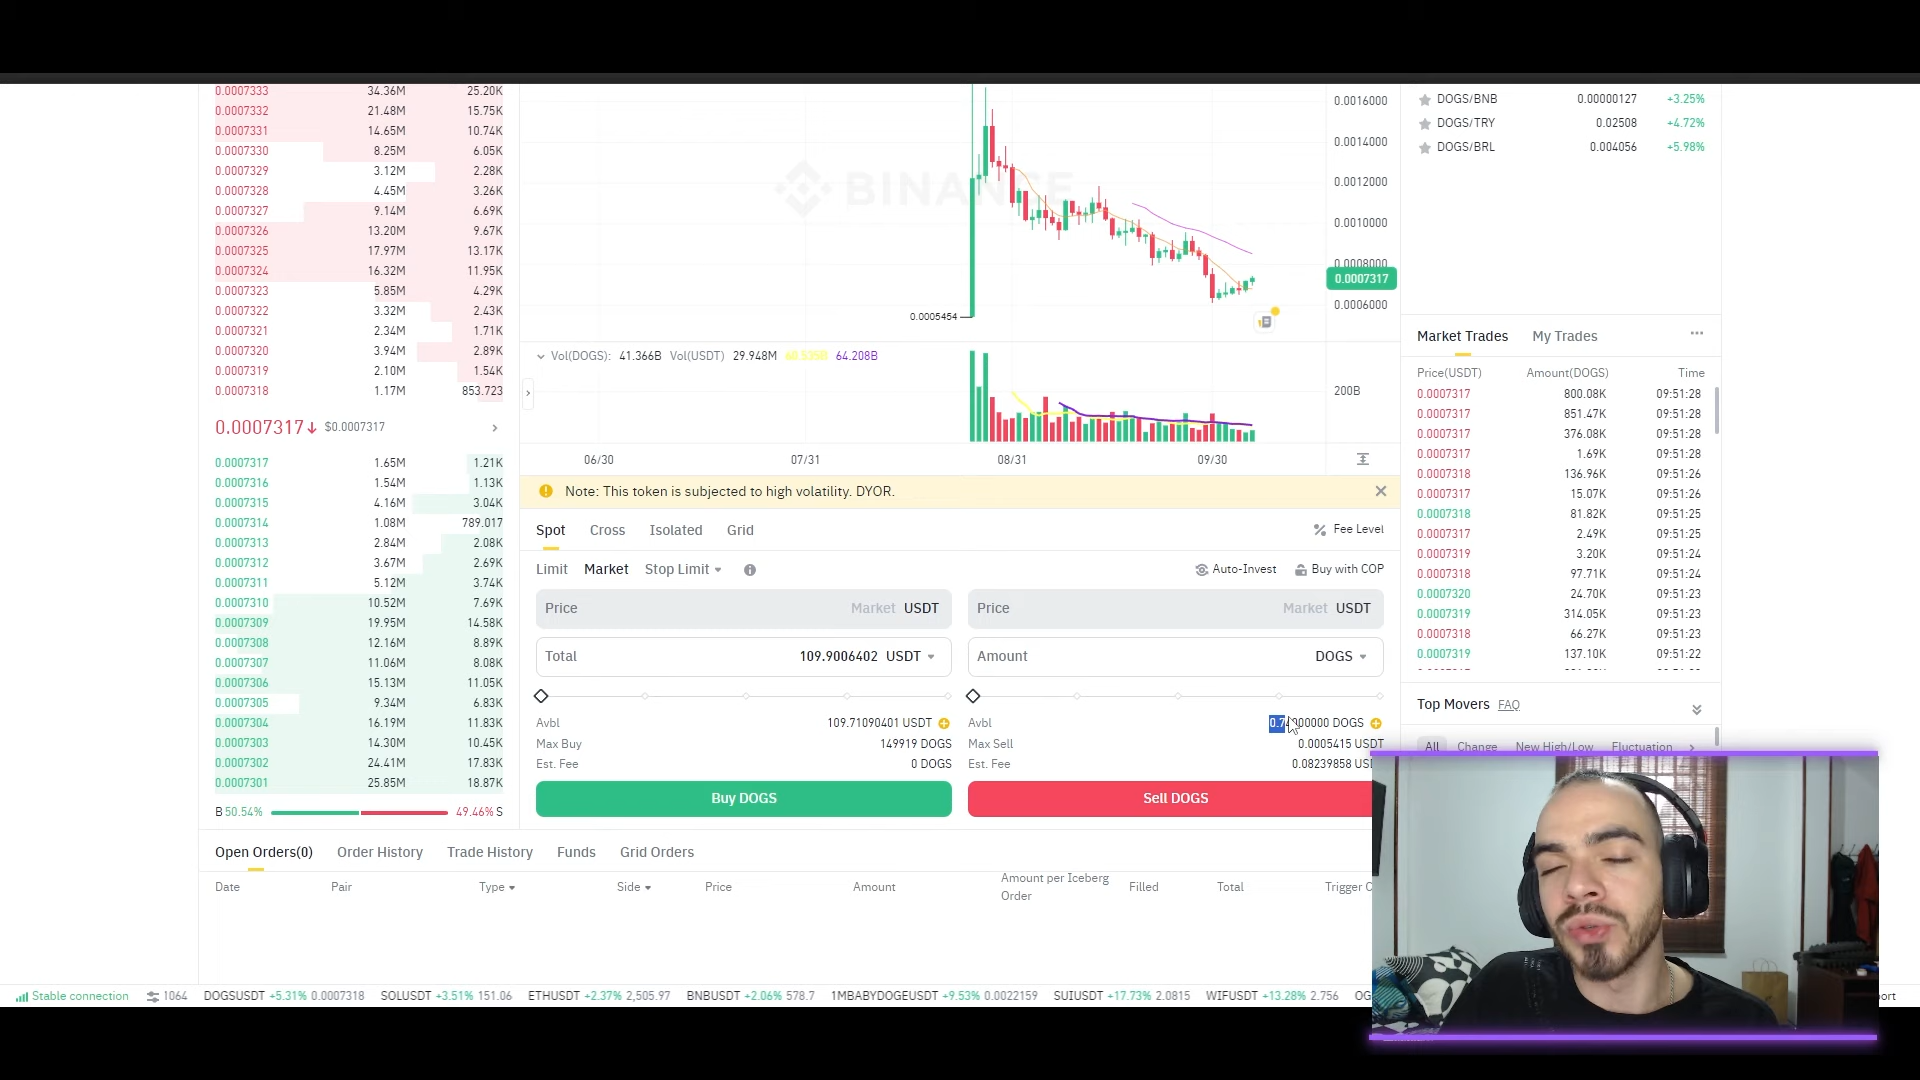 0.0007333 34.36M 25.20K
0.0007332 21.48M 15.75K
0.0007331 14.65M 10.74K
0.0007330 8.25M 6.05K
0.0007329 3.12M 2.28K
0.0007328 4.45M 3.26K
0.0007327 9.14M 6.69K
0.0007326 13.20M 9.67K
0.0007325 17.97M 13.17K
0.0007324 16.32M 11.95K
0.0007323 5.85M 4.29K
0.0007322 3.32M 2.43K
0.0007321 2.34M 1.71K
0.0007320 3.94M 2.89K
0.0007319 2.10M 1.54K
0.0007318 1.17M 853.723
0.0007317↓ $0.0007317
0.0007317 1.65M 1.21K
0.0007316 1.54M 1.13K
0.0007315 4.16M 3.04K
0.0007314 1.08M 789.017
0.0007313 2.84M 2.08K
0.0007312 3.67M 2.69K
0.0007311 5.12M 3.74K
0.0007310 10.52M 7.69K
0.0007309 19.95M 14.58K
0.0007308 12.16M 8.89K
0.0007307 11.06M 8.08K
0.0007306 15.13M 11.05K
0.0007305 9.34M 6.83K
0.0007304 16.19M 11.83K
0.0007303 14.30M 10.45K
0.0007302 24.41M 17.83K
0.0007301 25.85M 18.87K
B 50.54% 49.46% S
BINANCE
0.0016000
0.0014000
0.0012000
0.0010000
0.0008000
0.0007317
0.0006000
0.0005454
Vol(DOGS): 41.366B Vol(USDT) 29.948M 60.535B 64.208B
200B
06/30 07/31 08/31 09/30
Note: This token is subjected to high volatility. DYOR.
Spot Cross Isolated Grid
Fee Level
Limit Market Stop Limit
Auto-Invest Buy with COP
Price Market USDT
Total 109.9006402 USDT
Avbl 109.71090401 USDT
Max Buy 149919 DOGS
Est. Fee 0 DOGS
Buy DOGS
Price Market USDT
Amount DOGS
Avbl DOGS
Max Sell 0.0005415 USDT
Est. Fee 0.08239858
Sell DOGS
DOGS/BNB 0.00000127 +3.25%
DOGS/TRY 0.02508 +4.72%
DOGS/BRL 0.004056 +5.98%
Market Trades My Trades
Price(USDT) Amount(DOGS) Time
0.0007317 800.08K 09:51:28
0.0007317 851.47K 09:51:28
0.0007317 376.08K 09:51:28
0.0007317 1.69K 09:51:28
0.0007318 136.96K 09:51:26
0.0007317 15.07K 09:51:26
0.0007318 81.82K 09:51:25
0.0007317 2.49K 09:51:25
0.0007319 3.20K 09:51:24
0.0007318 97.71K 09:51:24
0.0007320 24.70K 09:51:23
0.0007319 314.05K 09:51:23
0.0007318 66.27K 09:51:23
0.0007319 137.10K 09:51:22
Top Movers FAQ
All Change New High/Low Fluctuation
Open Orders(0) Order History Trade History Funds Grid Orders
Date Pair Type Side Price Amount Amount per Iceberg Order Filled Total Trigger
Stable connection 1064 DOGSUSDT +5.31% 0.0007318 SOLUSDT +3.51% 151.06 ETHUSDT +2.37% 2,505.97 BNBUSDT +2.06% 578.7 1MBABYDOGEUSDT +9.53% 0.0022159 SUIUSDT +17.73% 2.0815 WIFUSDT +13.28% 2.756